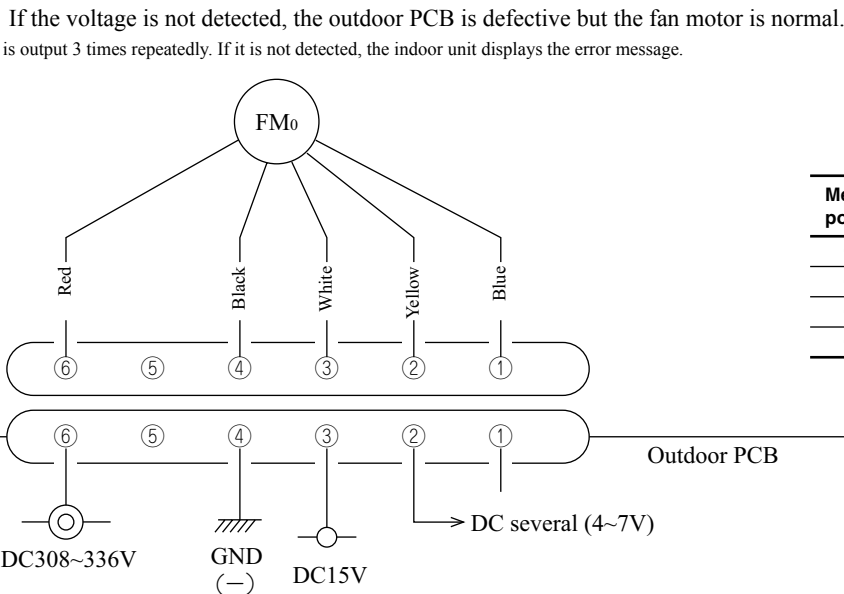 If the voltage is not detected, the outdoor PCB is defective but the fan motor is normal.
is output 3 times repeatedly. If it is not detected, the indoor unit displays the error message.
FM0
Red
Black
White
Yellow
Blue
⑥ ⑤ ④ ③ ② ①
⑥ ⑤ ④ ③ ② ①
Outdoor PCB
DC several (4~7V)
DC308~336V
GND
(−)
DC15V